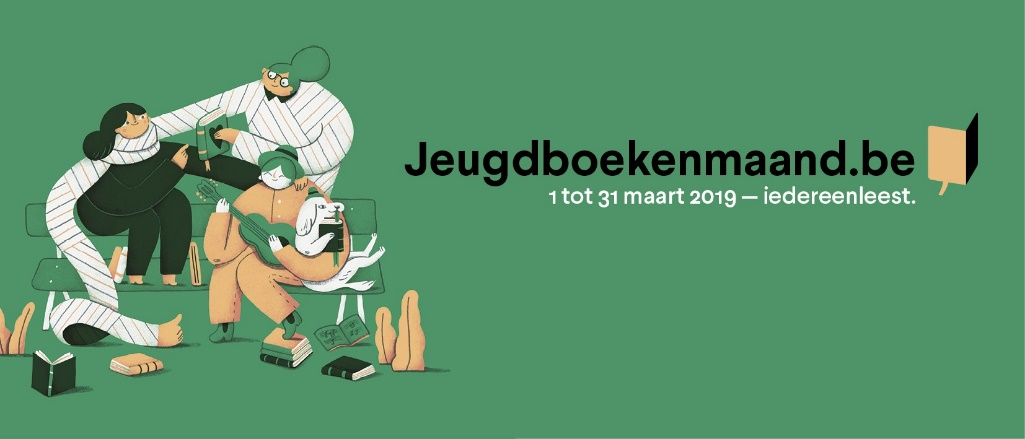 Jeugdboekenmaand.be
1 tot 31 maart 2019 — iedereenleest.